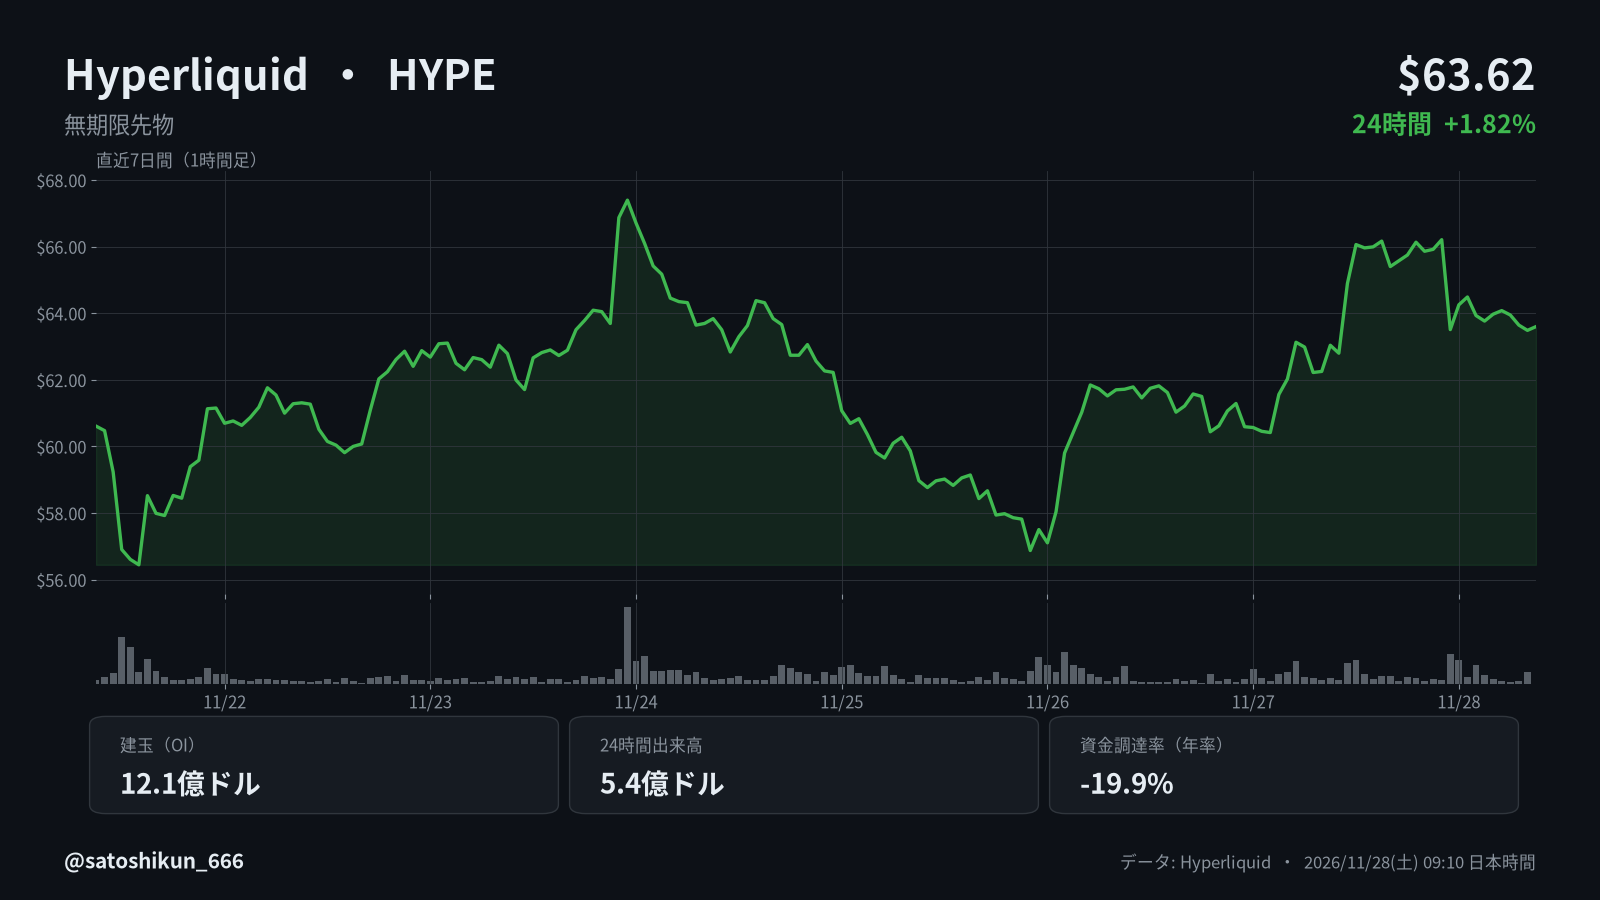 Hyperliquid ・ HYPE
$63.62
無期限先物
24時間 +1.82%
直近7日間（1時間足）
$68.00
$66.00
$64.00
$62.00
$60.00
$58.00
$56.00
11/22 11/23 11/24 11/25 11/26 11/27 11/28
建玉（OI）
12.1億ドル
24時間出来高
5.4億ドル
資金調達率（年率）
-19.9%
@satoshikun_666
データ: Hyperliquid ・ 2026/11/28(土) 09:10 日本時間